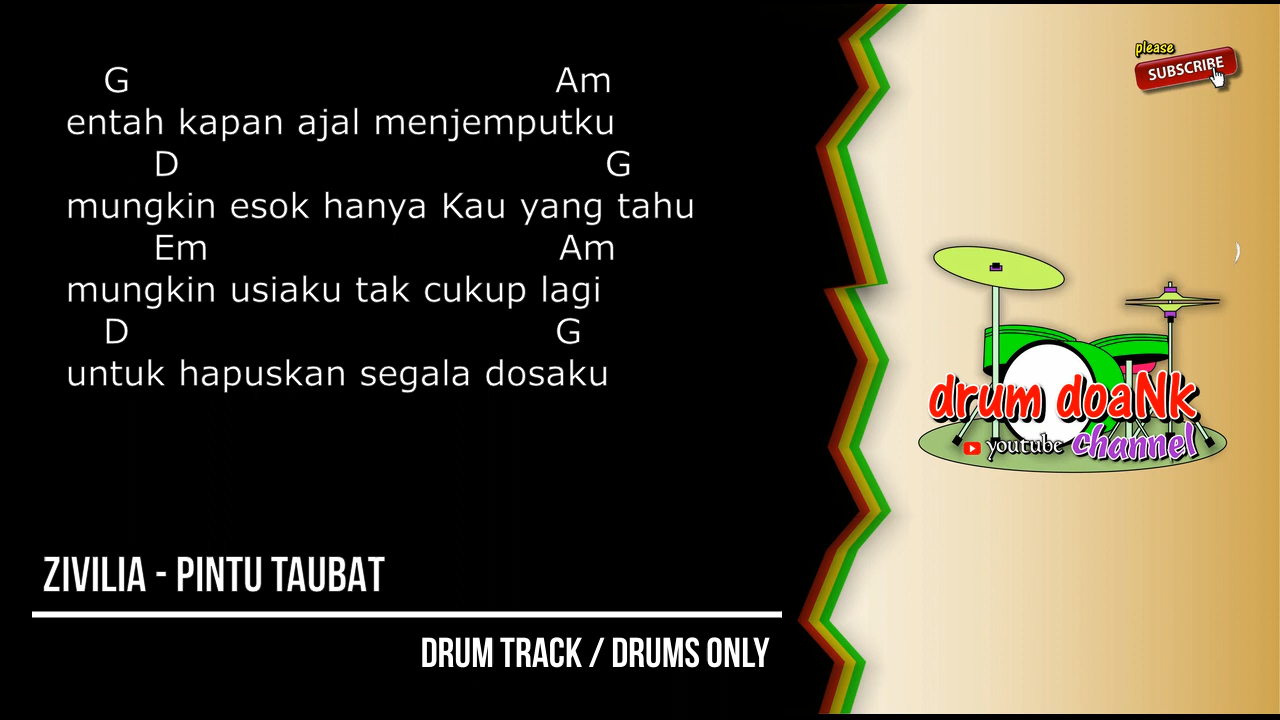 G Am
entah kapan ajal menjemputku
D G
mungkin esok hanya Kau yang tahu
Em Am
mungkin usiaku tak cukup lagi
D G
untuk hapuskan segala dosaku
ZIVILIA - PINTU TAUBAT
DRUM TRACK / DRUMS ONLY
please
SUBSCRIBE
drum doaNk
youtube channel